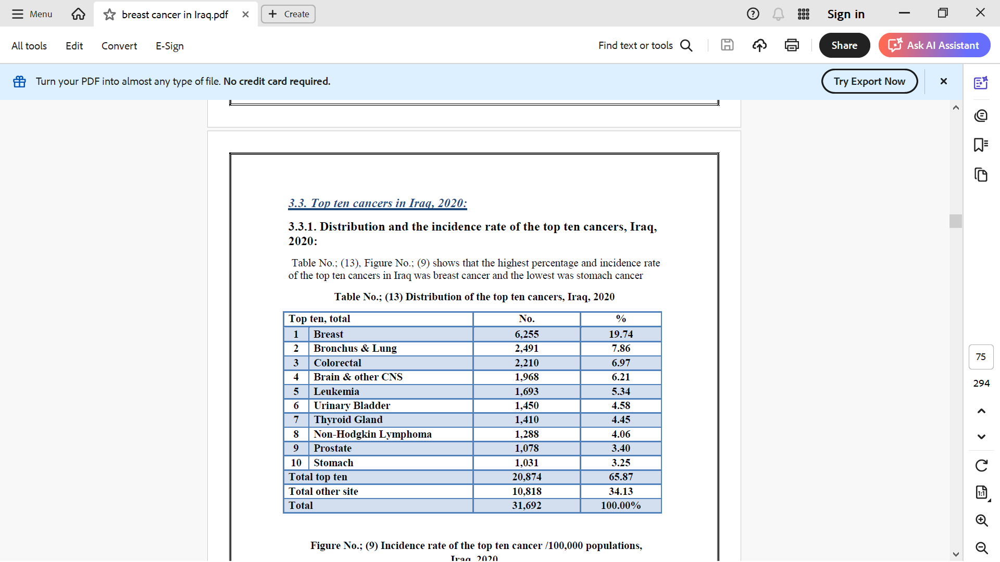 Menu
breast cancer in Iraq.pdf
Create
Sign in
All tools Edit Convert E-Sign
Find text or tools
Share
Ask AI Assistant
Turn your PDF into almost any type of file. No credit card required.
Try Export Now
3.3. Top ten cancers in Iraq, 2020:
3.3.1. Distribution and the incidence rate of the top ten cancers, Iraq,
2020:
Table No.; (13), Figure No.; (9) shows that the highest percentage and incidence rate
of the top ten cancers in Iraq was breast cancer and the lowest was stomach cancer
Table No.; (13) Distribution of the top ten cancers, Iraq, 2020
Top ten, total No. %
1 Breast 6,255 19.74
2 Bronchus & Lung 2,491 7.86
3 Colorectal 2,210 6.97
4 Brain & other CNS 1,968 6.21
5 Leukemia 1,693 5.34
6 Urinary Bladder 1,450 4.58
7 Thyroid Gland 1,410 4.45
8 Non-Hodgkin Lymphoma 1,288 4.06
9 Prostate 1,078 3.40
10 Stomach 1,031 3.25
Total top ten 20,874 65.87
Total other site 10,818 34.13
Total 31,692 100.00%
Figure No.; (9) Incidence rate of the top ten cancer /100,000 populations,
Iraq, 2020
75
294
1:1